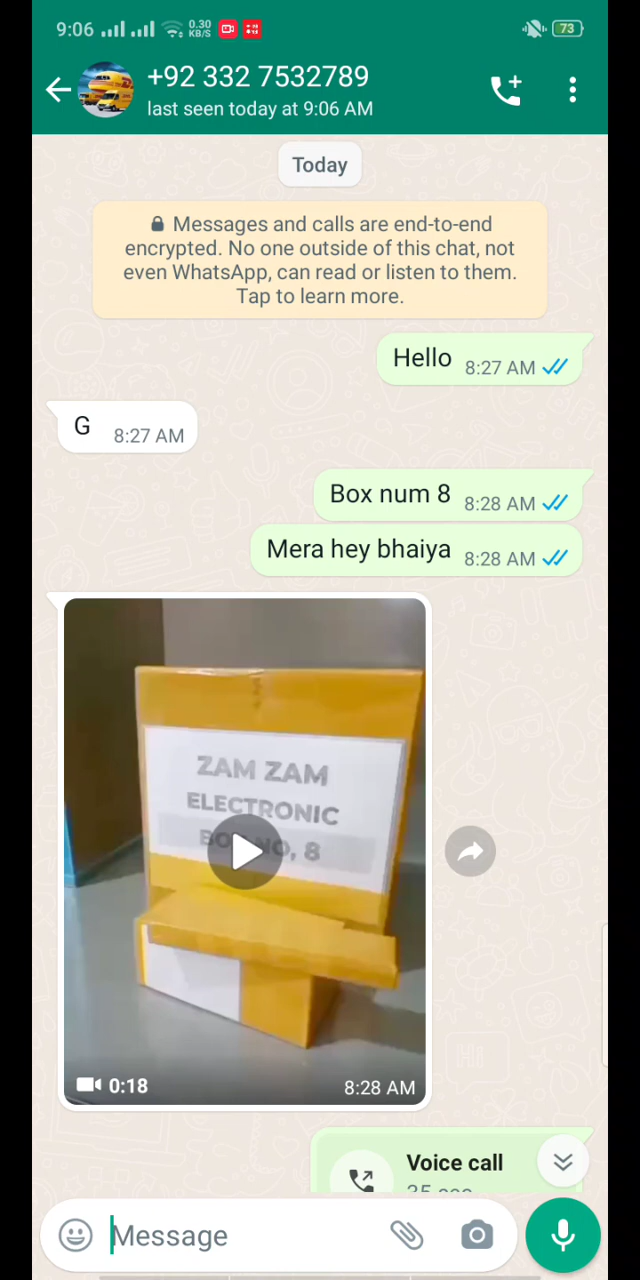 9:06 0.30 KB/S 73
+92 332 7532789
last seen today at 9:06 AM
Today
Messages and calls are end-to-end
encrypted. No one outside of this chat, not
even WhatsApp, can read or listen to them.
Tap to learn more.
Hello 8:27 AM
G 8:27 AM
Box num 8 8:28 AM
Mera hey bhaiya 8:28 AM
ZAM ZAM
ELECTRONIC
NO, 8
0:18 8:28 AM
Voice call
Message